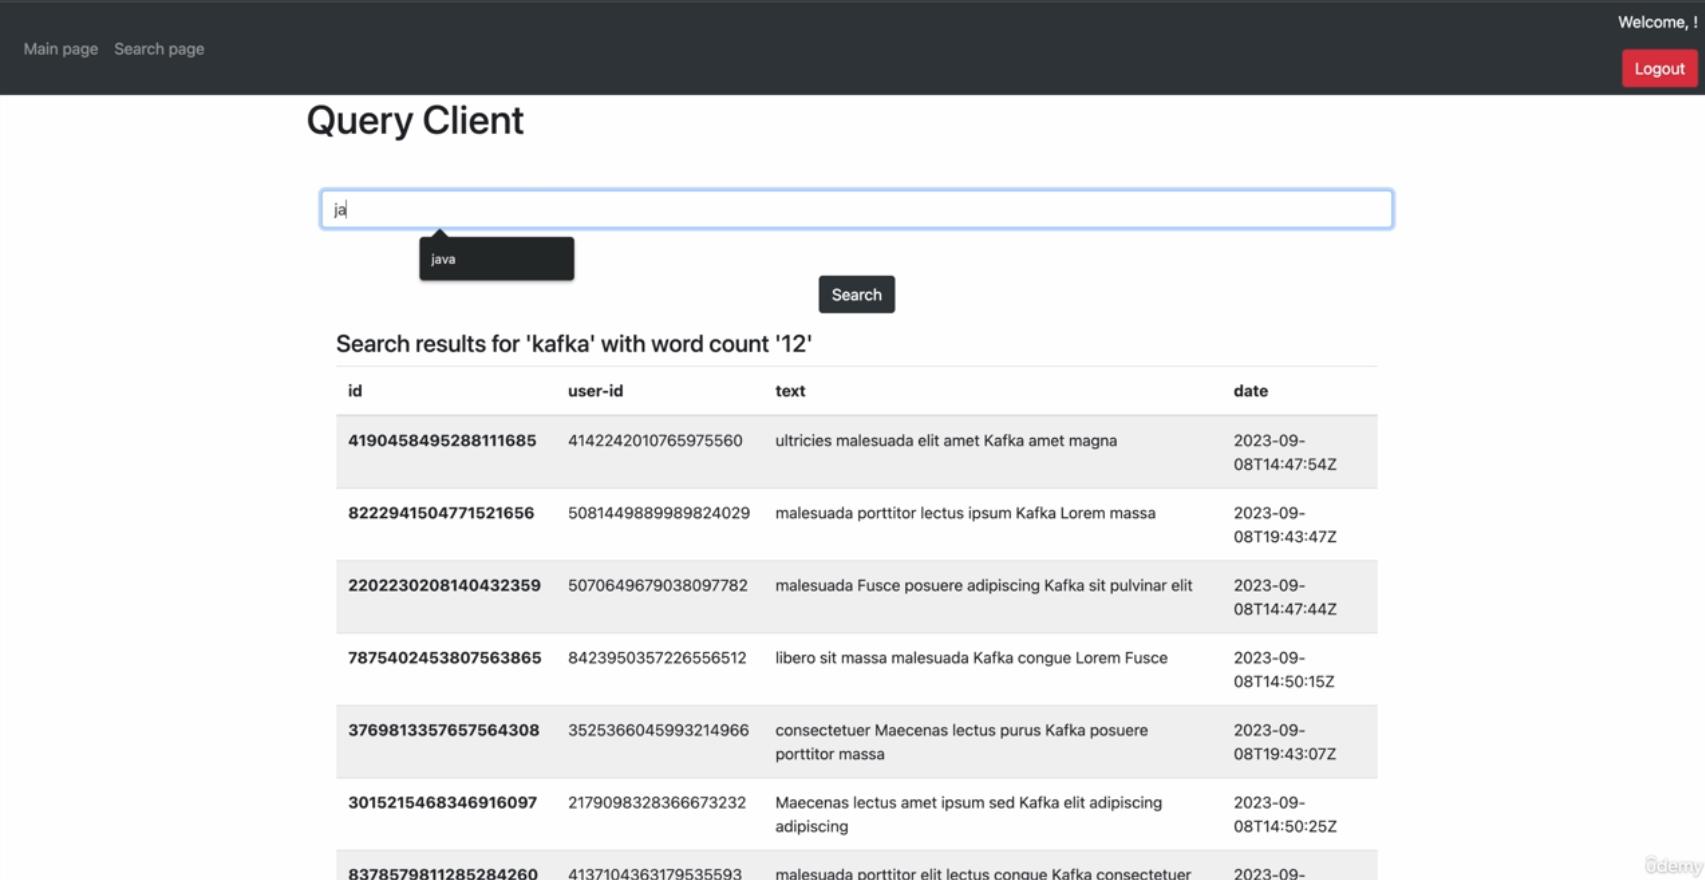 Welcome, !
Main page Search page
Logout
Query Client
ja
java
Search
Search results for 'kafka' with word count '12'
id user-id text date
4190458495288111685 4142242010765975560 ultricies malesuada elit amet Kafka amet magna 2023-09-
08T14:47:54Z
8222941504771521656 5081449889989824029 malesuada porttitor lectus ipsum Kafka Lorem massa 2023-09-
08T19:43:47Z
2202230208140432359 5070649679038097782 malesuada Fusce posuere adipiscing Kafka sit pulvinar elit 2023-09-
08T14:47:44Z
7875402453807563865 8423950357226556512 libero sit massa malesuada Kafka congue Lorem Fusce 2023-09-
08T14:50:15Z
3769813357657564308 3525366045993214966 consectetuer Maecenas lectus purus Kafka posuere 2023-09-
porttitor massa 08T19:43:07Z
3015215468346916097 2179098328366673232 Maecenas lectus amet ipsum sed Kafka elit adipiscing 2023-09-
adipiscing 08T14:50:25Z
8378579811285284260 4137104363179535593 malesuada porttitor elit lectus congue Kafka consectetuer 2023-09-
ûdemy